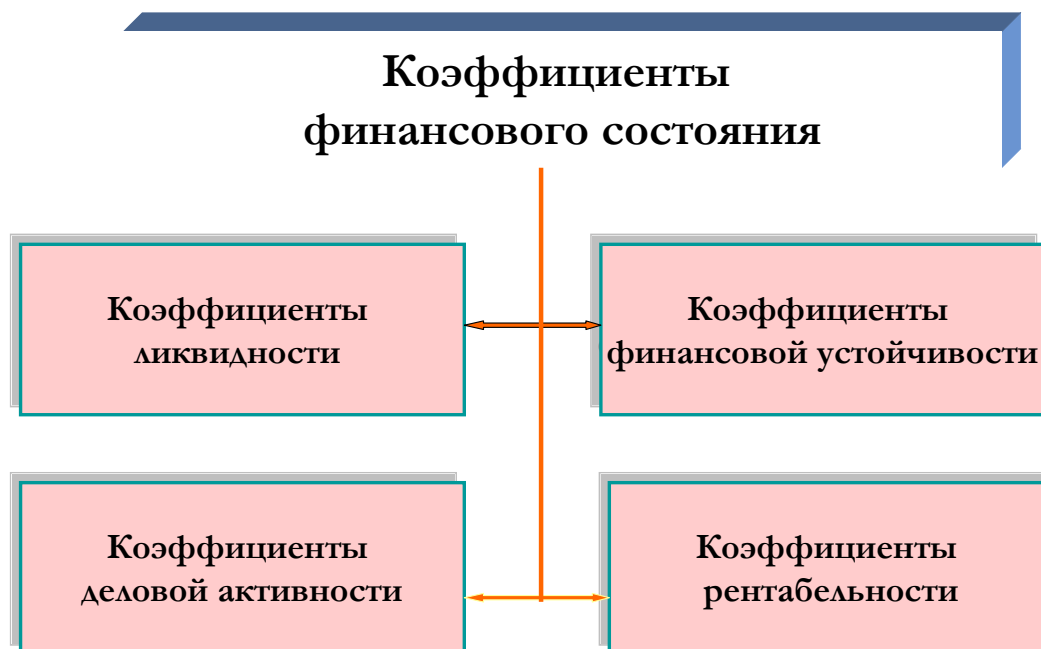 Коэффициенты
финансового состояния
Коэффициенты
ликвидности
Коэффициенты
финансовой устойчивости
Коэффициенты
деловой активности
Коэффициенты
рентабельности